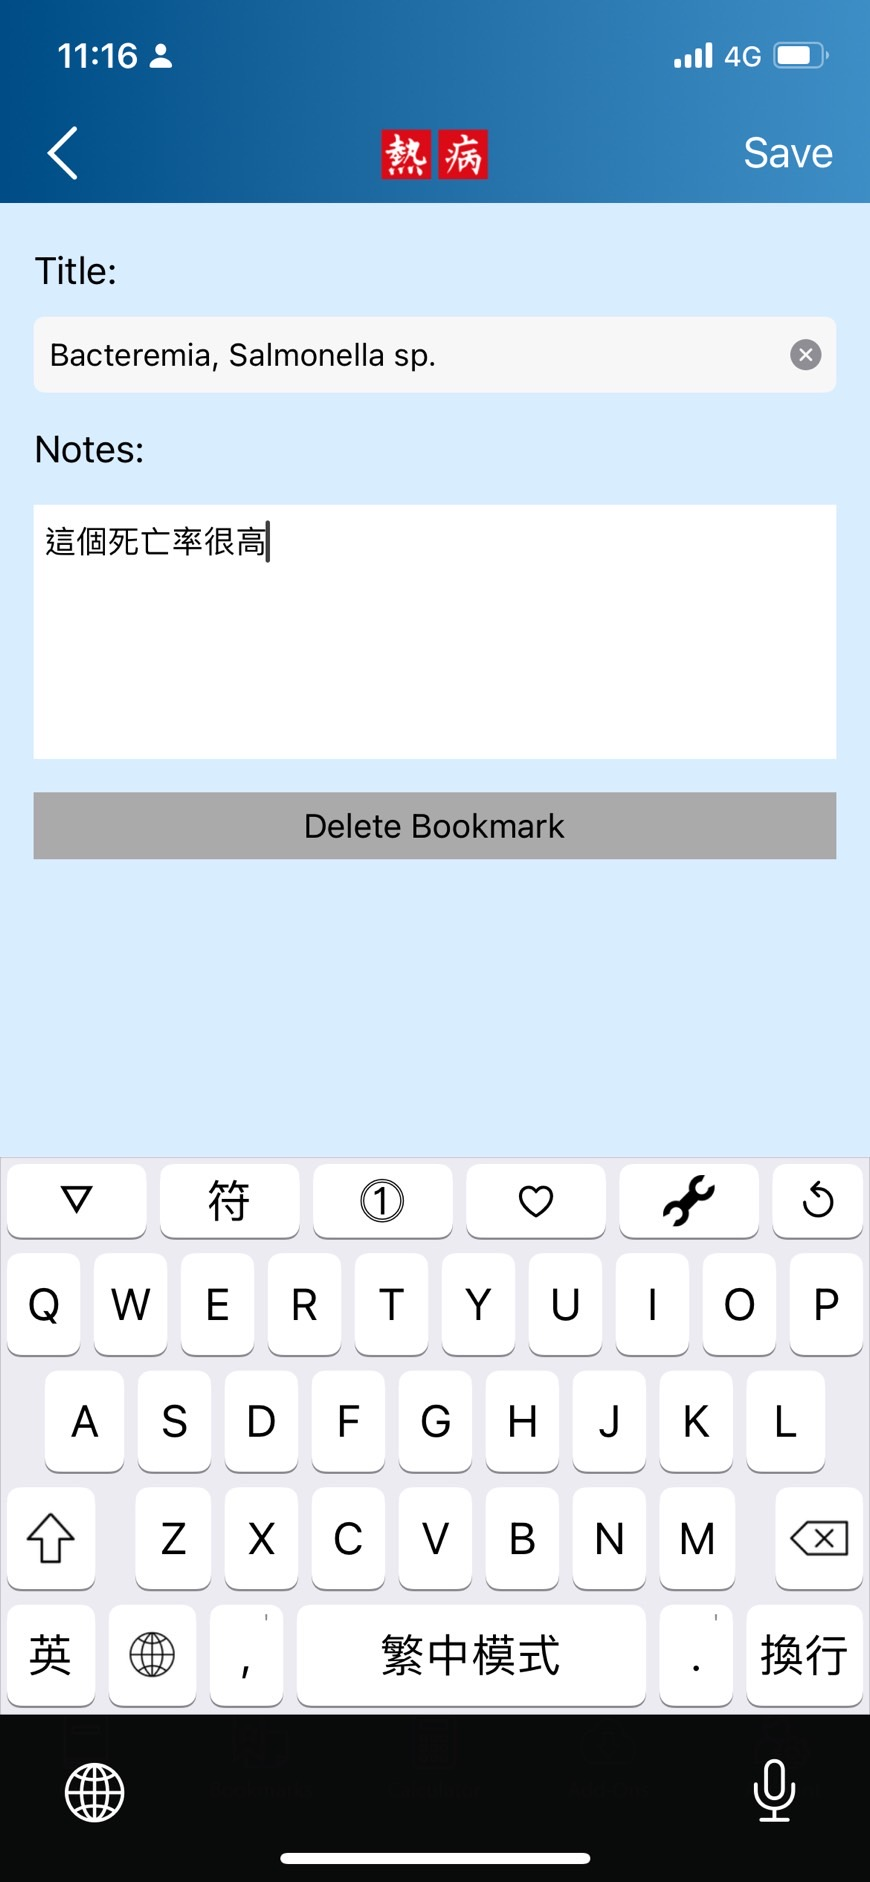 11:16
4G
熱病
Save
Title:
Bacteremia, Salmonella sp.
Notes:
這個死亡率很高
Delete Bookmark
符 ①
Q W E R T Y U I O P
A S D F G H J K L
Z X C V B N M
英 , ' 繁中模式 . ' 換行